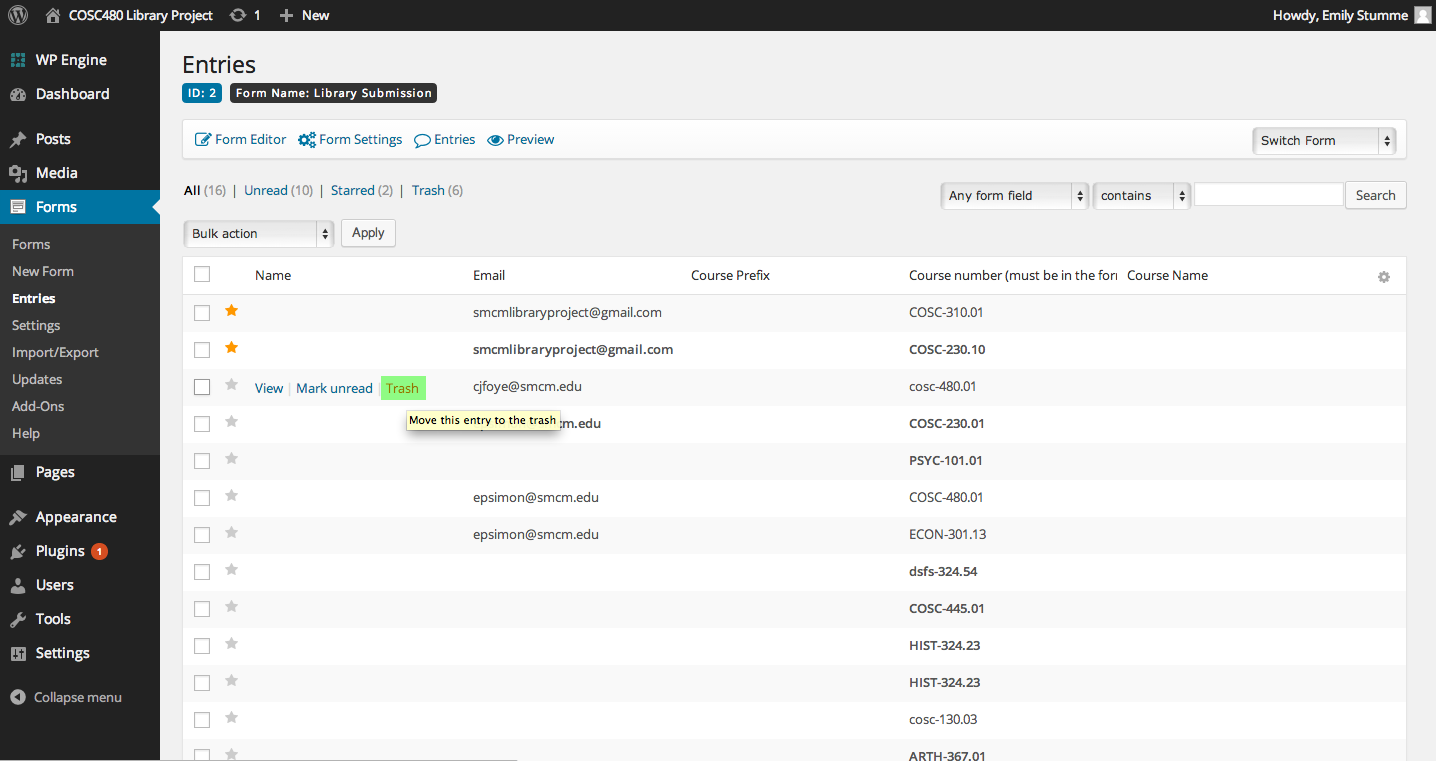 COSC480 Library Project 1 New Howdy, Emily Stumme
WP Engine
Dashboard
Posts
Media
Forms
Forms
New Form
Entries
Settings
Import/Export
Updates
Add-Ons
Help
Pages
Appearance
Plugins 1
Users
Tools
Settings
Collapse menu
Entries
ID: 2 Form Name: Library Submission
Form Editor Form Settings Entries Preview Switch Form
All (16) | Unread (10) | Starred (2) | Trash (6)
Any form field contains Search
Bulk action Apply
Name Email Course Prefix Course number (must be in the for Course Name
smcmlibraryproject@gmail.com COSC-310.01
smcmlibraryproject@gmail.com COSC-230.10
View | Mark unread | Trash cjfoye@smcm.edu cosc-480.01
Move this entry to the trash cm.edu COSC-230.01
PSYC-101.01
epsimon@smcm.edu COSC-480.01
epsimon@smcm.edu ECON-301.13
dsfs-324.54
COSC-445.01
HIST-324.23
HIST-324.23
cosc-130.03
ARTH-367.01